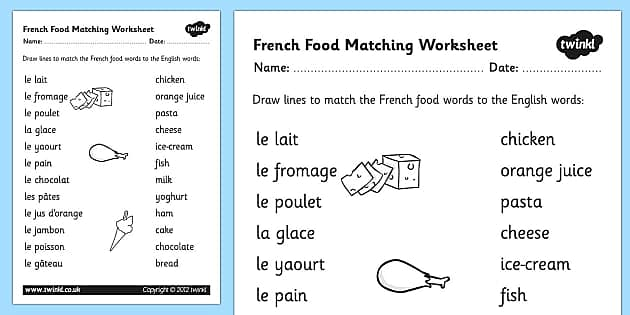 French Food Matching Worksheet
twinkl
Name: Date:
Draw lines to match the French food words to the English words:
le lait chicken
le fromage orange juice
le poulet pasta
la glace cheese
le yaourt ice-cream
le pain fish
le chocolat milk
les pâtes yoghurt
le jus d'orange ham
le jambon cake
le poisson chocolate
le gâteau bread
www.twinkl.co.uk Copyright © 2012 twinkl
French Food Matching Worksheet
twinkl
Name: Date:
Draw lines to match the French food words to the English words:
le lait chicken
le fromage orange juice
le poulet pasta
la glace cheese
le yaourt ice-cream
le pain fish